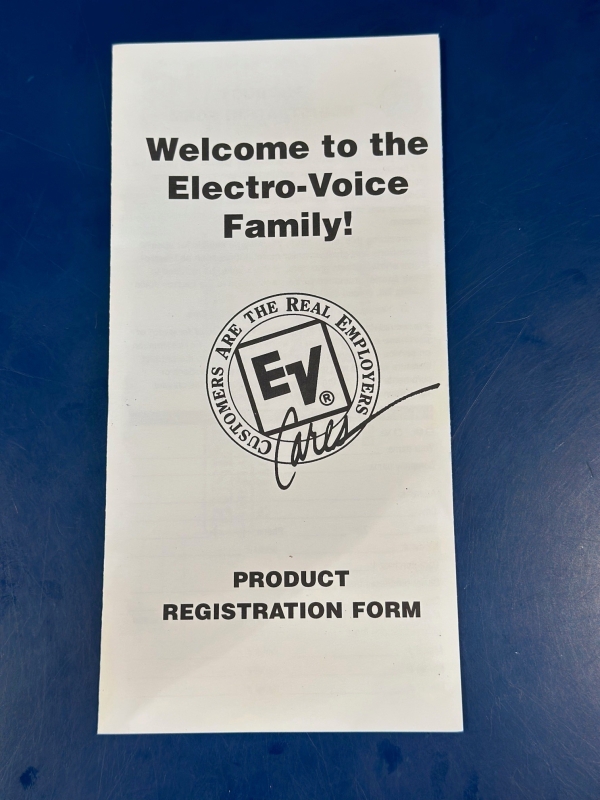 Welcome to the
Electro-Voice
Family!
CUSTOMERS ARE THE REAL EMPLOYERS
EV®
Cares
PRODUCT
REGISTRATION FORM